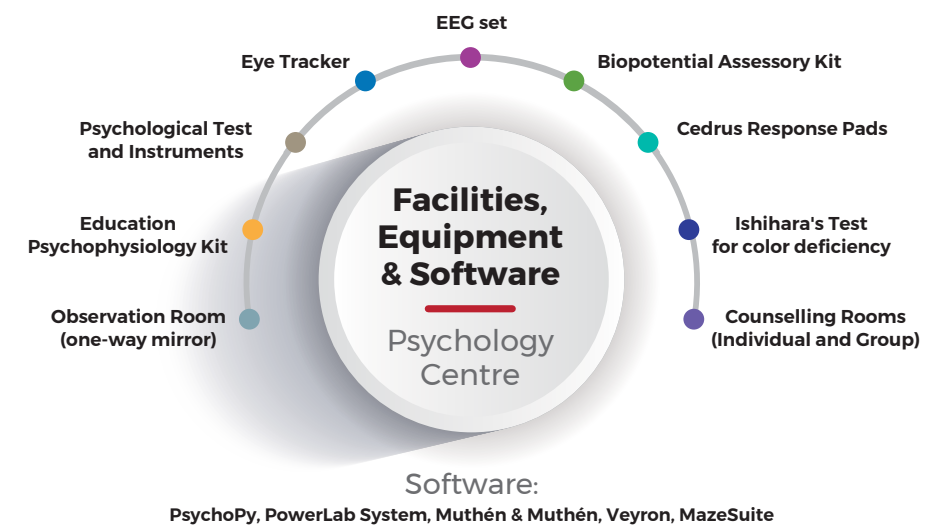 EEG set
Eye Tracker
Biopotential Assessory Kit
Psychological Test
and Instruments
Cedrus Response Pads
Education
Psychophysiology Kit
Ishihara's Test
for color deficiency
Observation Room
(one-way mirror)
Counselling Rooms
(Individual and Group)
Facilities,
Equipment
& Software
Psychology
Centre
Software:
PsychoPy, PowerLab System, Muthén & Muthén, Veyron, MazeSuite